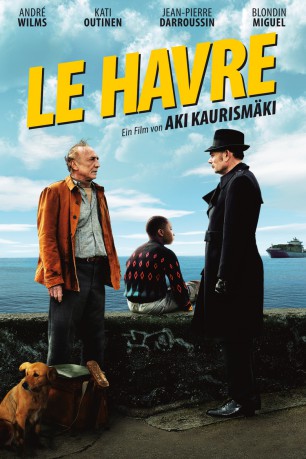 ANDRÉ WILMS
KATI OUTINEN
JEAN-PIERRE DARROUSSIN
BLONDIN MIGUEL
LE HAVRE
Ein Film von AKI KAURISMÄKI